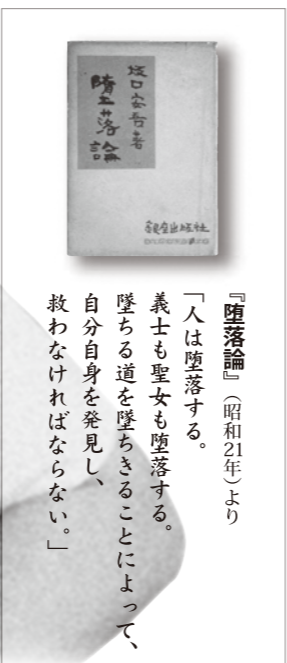 坂口安吾著
堕落論
銀座出版社
『堕落論』（昭和21年）より
「人は堕落する。
義士も聖女も堕落する。
墜ちる道を墜ちきることによって、
自分自身を発見し、
救わなければならない。」